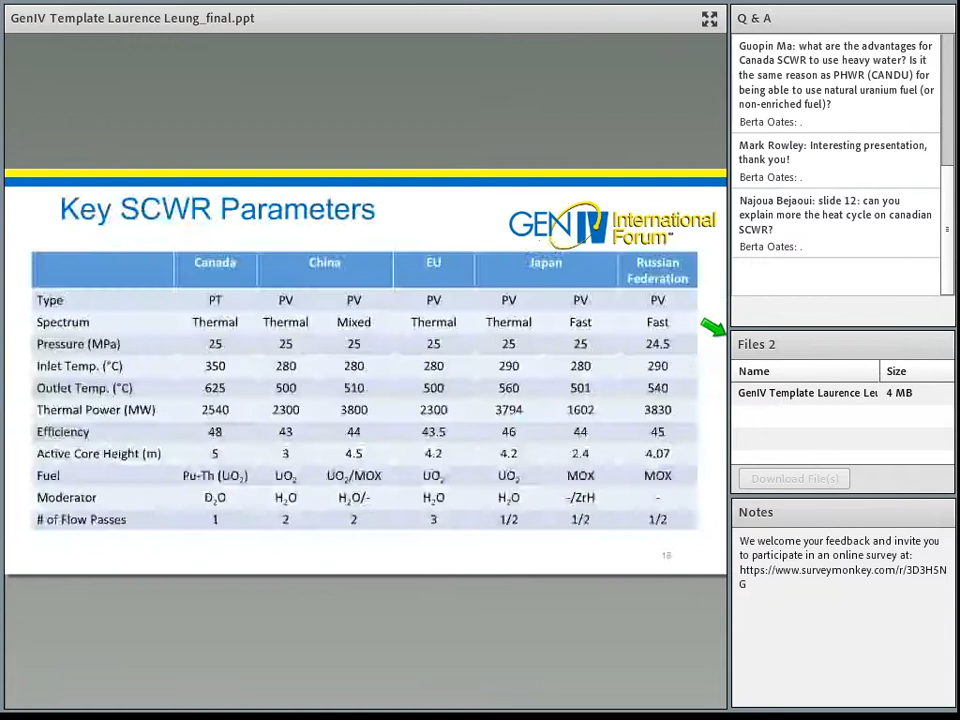 GenIV Template Laurence Leung_final.ppt
Key SCWR Parameters
GEN IV International
Forum™
Canada China EU Japan Russian
Federation
Type PT PV PV PV PV PV PV
Spectrum Thermal Thermal Mixed Thermal Thermal Fast Fast
Pressure (MPa) 25 25 25 25 25 25 24.5
Inlet Temp. (°C) 350 280 280 280 290 280 290
Outlet Temp. (°C) 625 500 510 500 560 501 540
Thermal Power (MW) 2540 2300 3800 2300 3794 1602 3830
Efficiency 48 43 44 43.5 46 44 45
Active Core Height (m) 5 3 4.5 4.2 4.2 2.4 4.07
Fuel Pu-Th (UO₂) UO₂ UO₂/MOX UO₂ UO₂ MOX MOX
Moderator D₂O H₂O H₂O/- H₂O H₂O -/ZrH -
# of Flow Passes 1 2 2 3 1/2 1/2 1/2
18
Q & A
Guopin Ma: what are the advantages for
Canada SCWR to use heavy water? Is it
the same reason as PHWR (CANDU) for
being able to use natural uranium fuel (or
non-enriched fuel)?
Berta Oates: .
Mark Rowley: Interesting presentation,
thank you!
Berta Oates: .
Najoua Bejaoui: slide 12: can you
explain more the heat cycle on canadian
SCWR?
Berta Oates: .
Files 2
Name Size
GenIV Template Laurence Leu 4 MB
Download File(s)
Notes
We welcome your feedback and invite you
to participate in an online survey at:
https://www.surveymonkey.com/r/3D3H5N
G